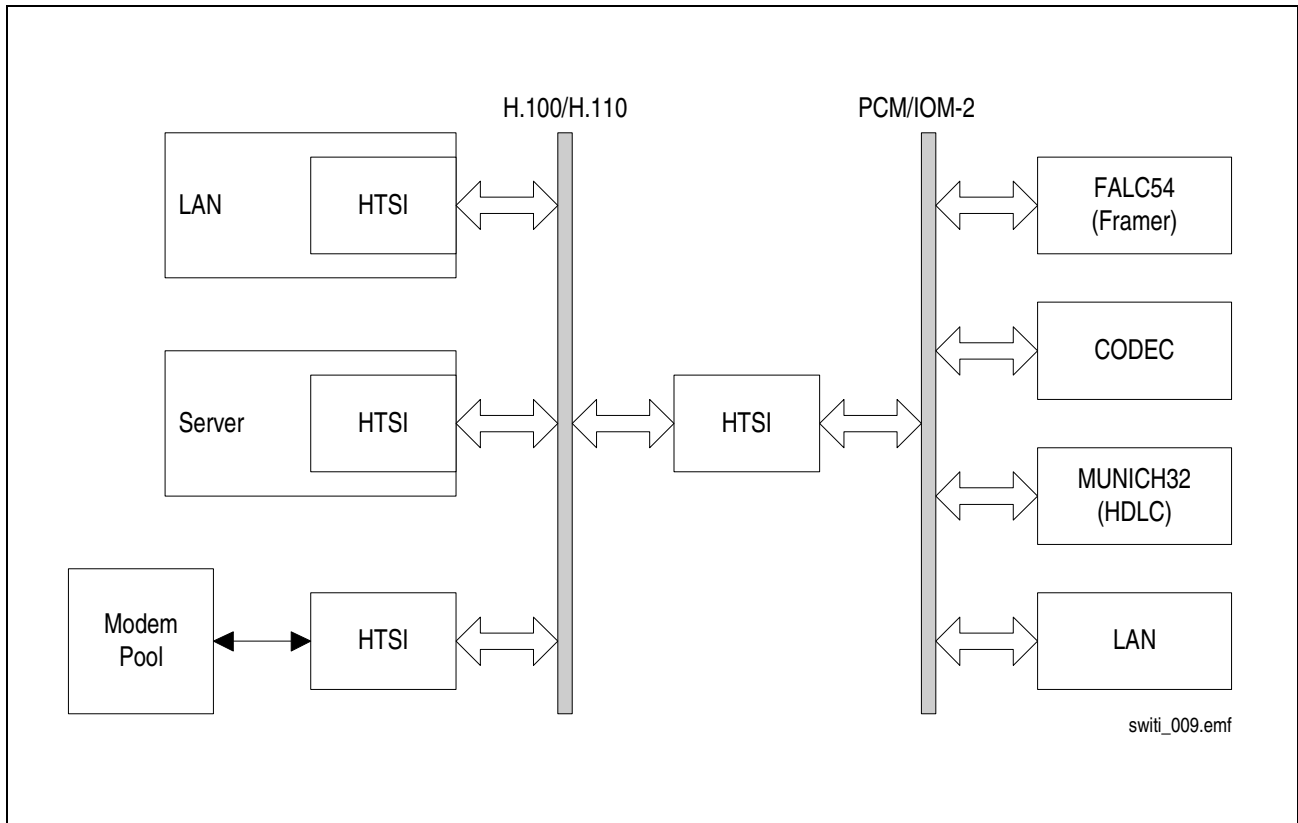 H.100/H.110
PCM/IOM-2
LAN
HTSI
FALC54
(Framer)
CODEC
Server
HTSI
HTSI
MUNICH32
(HDLC)
Modem
Pool
HTSI
LAN
switi_009.emf